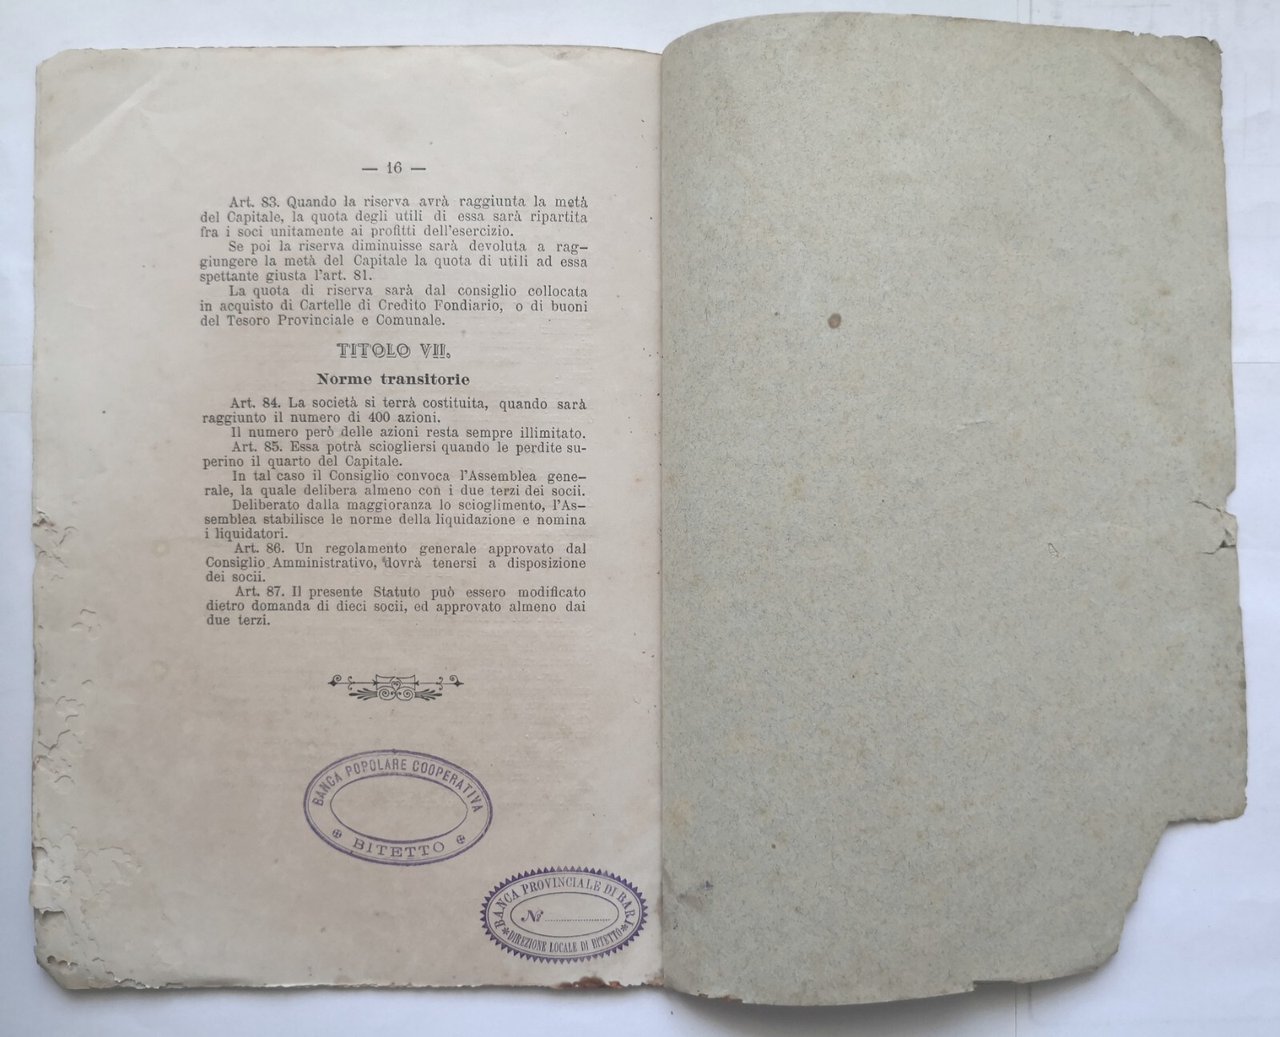 — 16 —
Art. 83. Quando la riserva avrà raggiunta la metà
del Capitale, la quota degli utili di essa sarà ripartita
fra i soci unitamente ai profitti dell'esercizio.
Se poi la riserva diminuisse sarà devoluta a rag-
giungere la metà del Capitale la quota di utili ad essa
spettante giusta l'art. 81.
La quota di riserva sarà dal consiglio collocata
in acquisto di Cartelle di Credito Fondiario, o di buoni
del Tesoro Provinciale e Comunale.
TITOLO VII.
Norme transitorie
Art. 84. La società si terrà costituita, quando sarà
raggiunto il numero di 400 azioni.
Il numero però delle azioni resta sempre illimitato.
Art. 85. Essa potrà sciogliersi quando le perdite su-
perino il quarto del Capitale.
In tal caso il Consiglio convoca l'Assemblea gene-
rale, la quale delibera almeno con i due terzi dei socii.
Deliberato dalla maggioranza lo scioglimento, l'As-
semblea stabilisce le norme della liquidazione e nomina
i liquidatori.
Art. 86. Un regolamento generale approvato dal
Consiglio Amministrativo, dovrà tenersi a disposizione
dei socii.
Art. 87. Il presente Statuto può essero modificato
dietro domanda di dieci socii, ed approvato almeno dai
due terzi.
BANCA POPOLARE COOPERATIVA
BITETTO
BANCA PROVINCIALE DI BARI
N.º ....................
DIREZIONE LOCALE DI BITETTO